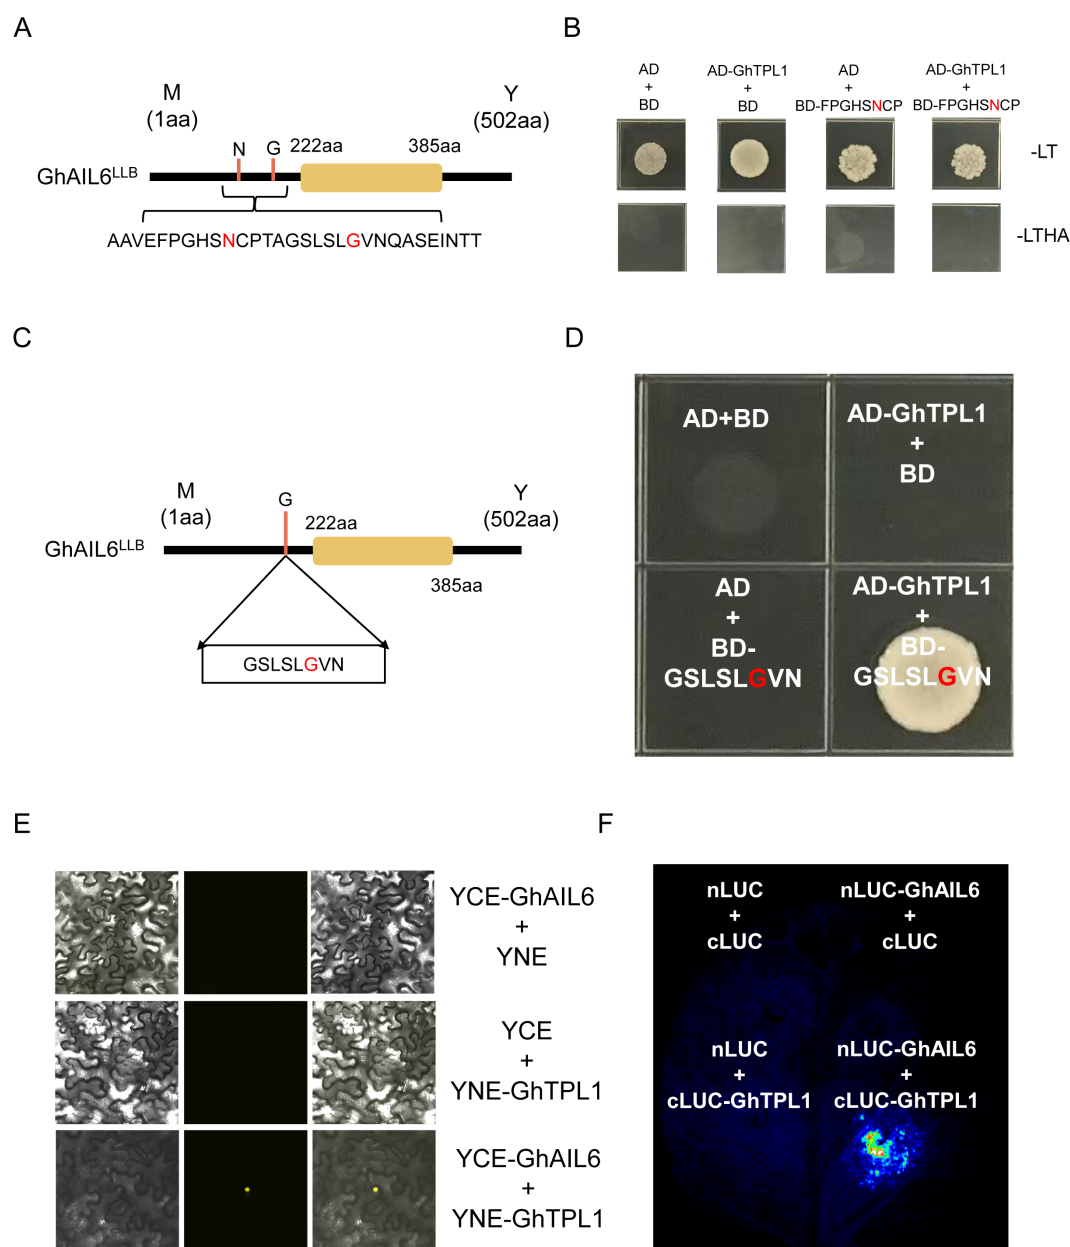 A
M
(1aa)
Y
(502aa)
N
G
222aa
385aa
GhAIL6LLB
AAVEFPGHSNCPTAGSLSLGVNQASEINTT
B
AD
+
BD
AD-GhTPL1
+
BD
AD
+
BD-FPGHSNCP
AD-GhTPL1
+
BD-FPGHSNCP
-LT
-LTHA
C
M
(1aa)
G
Y
(502aa)
222aa
GhAIL6LLB
385aa
GSLSLGVN
D
AD+BD
AD-GhTPL1
+
BD
AD
+
BD-
GSLSLGVN
AD-GhTPL1
+
BD-
GSLSLGVN
E
YCE-GhAIL6
+
YNE
YCE
+
YNE-GhTPL1
YCE-GhAIL6
+
YNE-GhTPL1
F
nLUC
+
cLUC
nLUC-GhAIL6
+
cLUC
nLUC
+
cLUC-GhTPL1
nLUC-GhAIL6
+
cLUC-GhTPL1